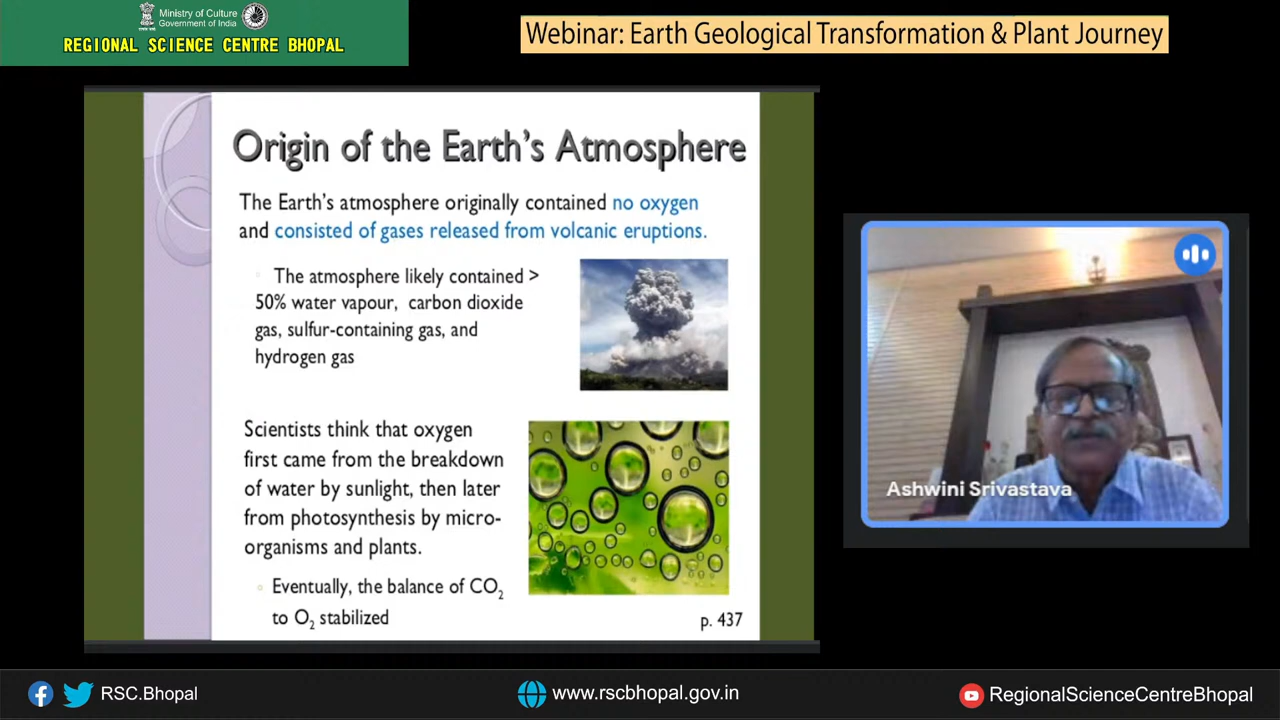 Ministry of Culture
Government of India
REGIONAL SCIENCE CENTRE BHOPAL
Webinar: Earth Geological Transformation & Plant Journey
Origin of the Earth's Atmosphere
The Earth's atmosphere originally contained no oxygen
and consisted of gases released from volcanic eruptions.
The atmosphere likely contained >
50% water vapour, carbon dioxide
gas, sulfur-containing gas, and
hydrogen gas
Scientists think that oxygen
first came from the breakdown
of water by sunlight, then later
from photosynthesis by micro-
organisms and plants.
Eventually, the balance of CO₂
to O₂ stabilized
p. 437
Ashwini Srivastava
RSC.Bhopal
www.rscbhopal.gov.in
RegionalScienceCentreBhopal